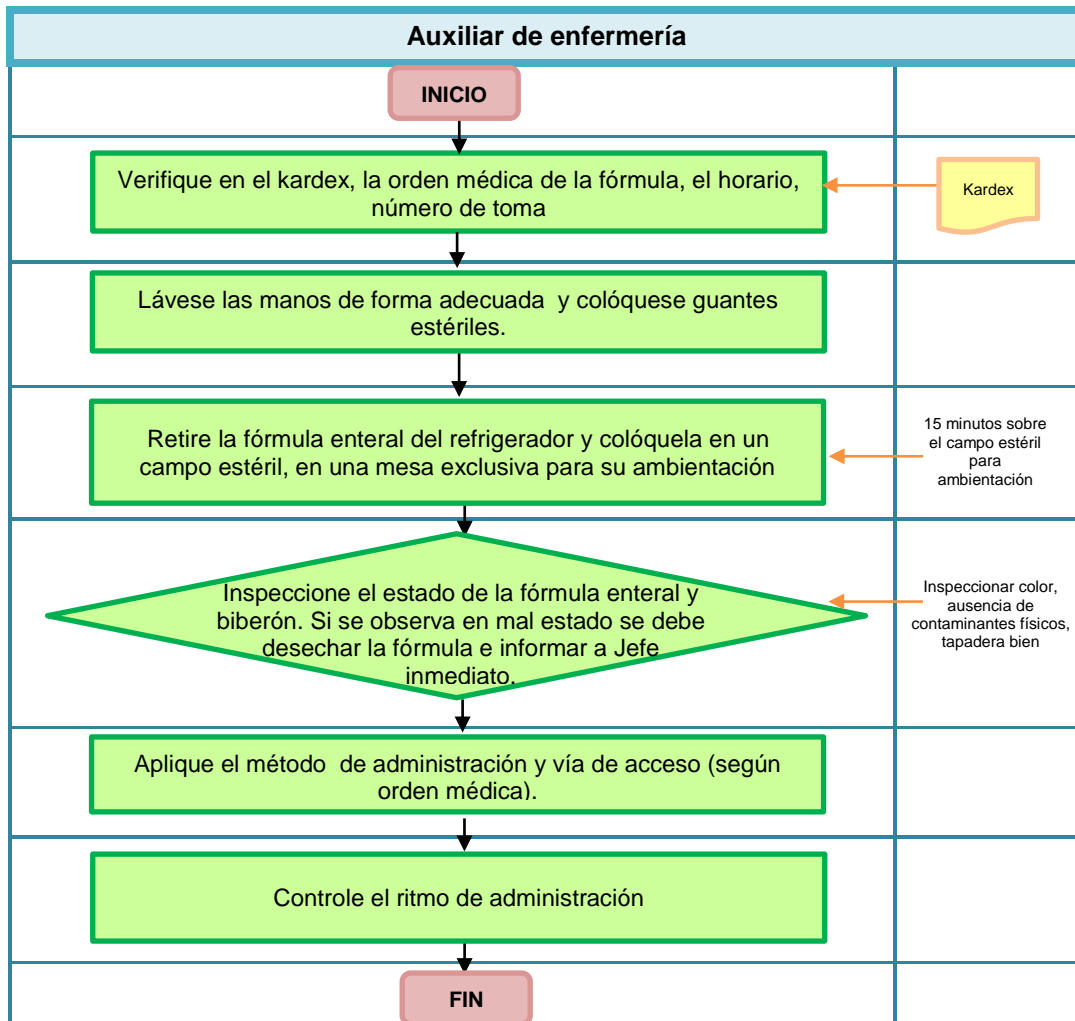 Auxiliar de enfermería
INICIO
Verifique en el kardex, la orden médica de la fórmula, el horario,
número de toma
Kardex
Lávese las manos de forma adecuada y colóquese guantes
estériles.
Retire la fórmula enteral del refrigerador y colóquela en un
campo estéril, en una mesa exclusiva para su ambientación
15 minutos sobre
el campo estéril
para
ambientación
Inspeccione el estado de la fórmula enteral y
biberón. Si se observa en mal estado se debe
desechar la fórmula e informar a Jefe
inmediato.
Inspeccionar color,
ausencia de
contaminantes físicos,
tapadera bien
Aplique el método de administración y vía de acceso (según
orden médica).
Controle el ritmo de administración
FIN